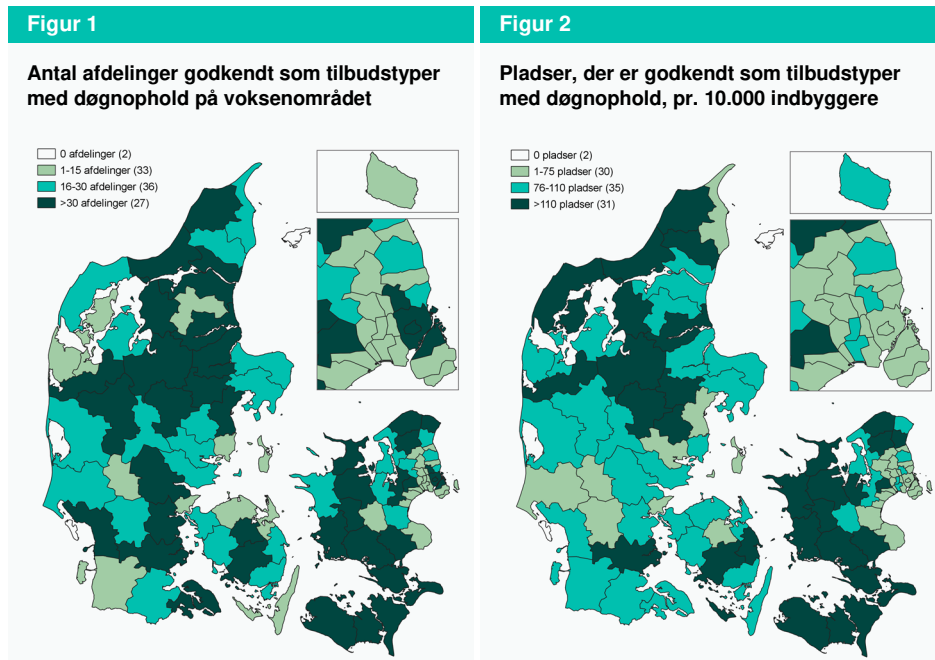 Figur 1
Antal afdelinger godkendt som tilbudstyper
med døgnophold på voksenområdet
0 afdelinger (2)
1-15 afdelinger (33)
16-30 afdelinger (36)
>30 afdelinger (27)
Figur 2
Pladser, der er godkendt som tilbudstyper
med døgnophold, pr. 10.000 indbyggere
0 pladser (2)
1-75 pladser (30)
76-110 pladser (35)
>110 pladser (31)